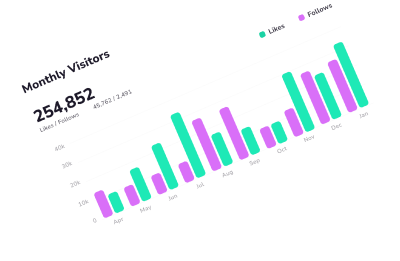 Likes
Follows
Monthly Visitors
254,852
45,762 / 2,491
Likes / Follows
40k
30k
20k
10k
0
Apr
May
Jun
Jul
Aug
Sep
Oct
Nov
Dec
Jan